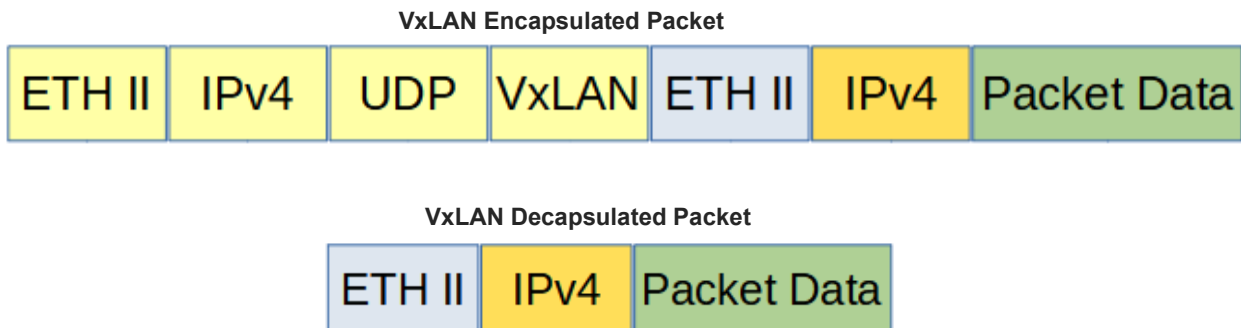 VxLAN Encapsulated Packet
ETH II IPv4 UDP VxLAN ETH II IPv4 Packet Data
VxLAN Decapsulated Packet
ETH II IPv4 Packet Data